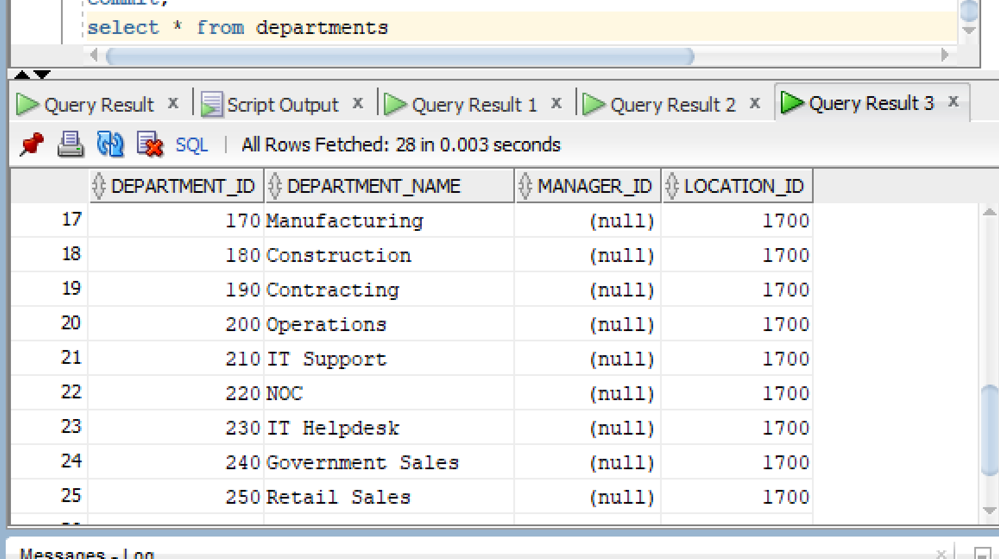 commit;
select * from departments
Query Result x Script Output x Query Result 1 x Query Result 2 x Query Result 3 x
SQL | All Rows Fetched: 28 in 0.003 seconds
DEPARTMENT_ID DEPARTMENT_NAME MANAGER_ID LOCATION_ID
17 170 Manufacturing (null) 1700
18 180 Construction (null) 1700
19 190 Contracting (null) 1700
20 200 Operations (null) 1700
21 210 IT Support (null) 1700
22 220 NOC (null) 1700
23 230 IT Helpdesk (null) 1700
24 240 Government Sales (null) 1700
25 250 Retail Sales (null) 1700
Messages - Log